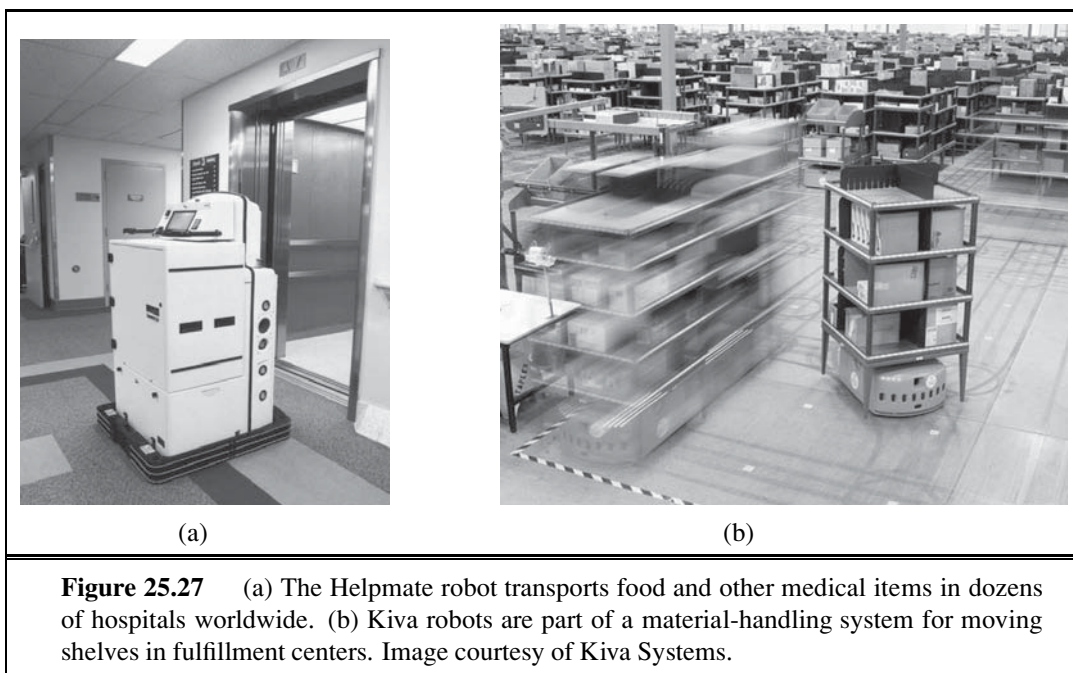 (a)
(b)
Figure 25.27 (a) The Helpmate robot transports food and other medical items in dozens
of hospitals worldwide. (b) Kiva robots are part of a material-handling system for moving
shelves in fulfillment centers. Image courtesy of Kiva Systems.